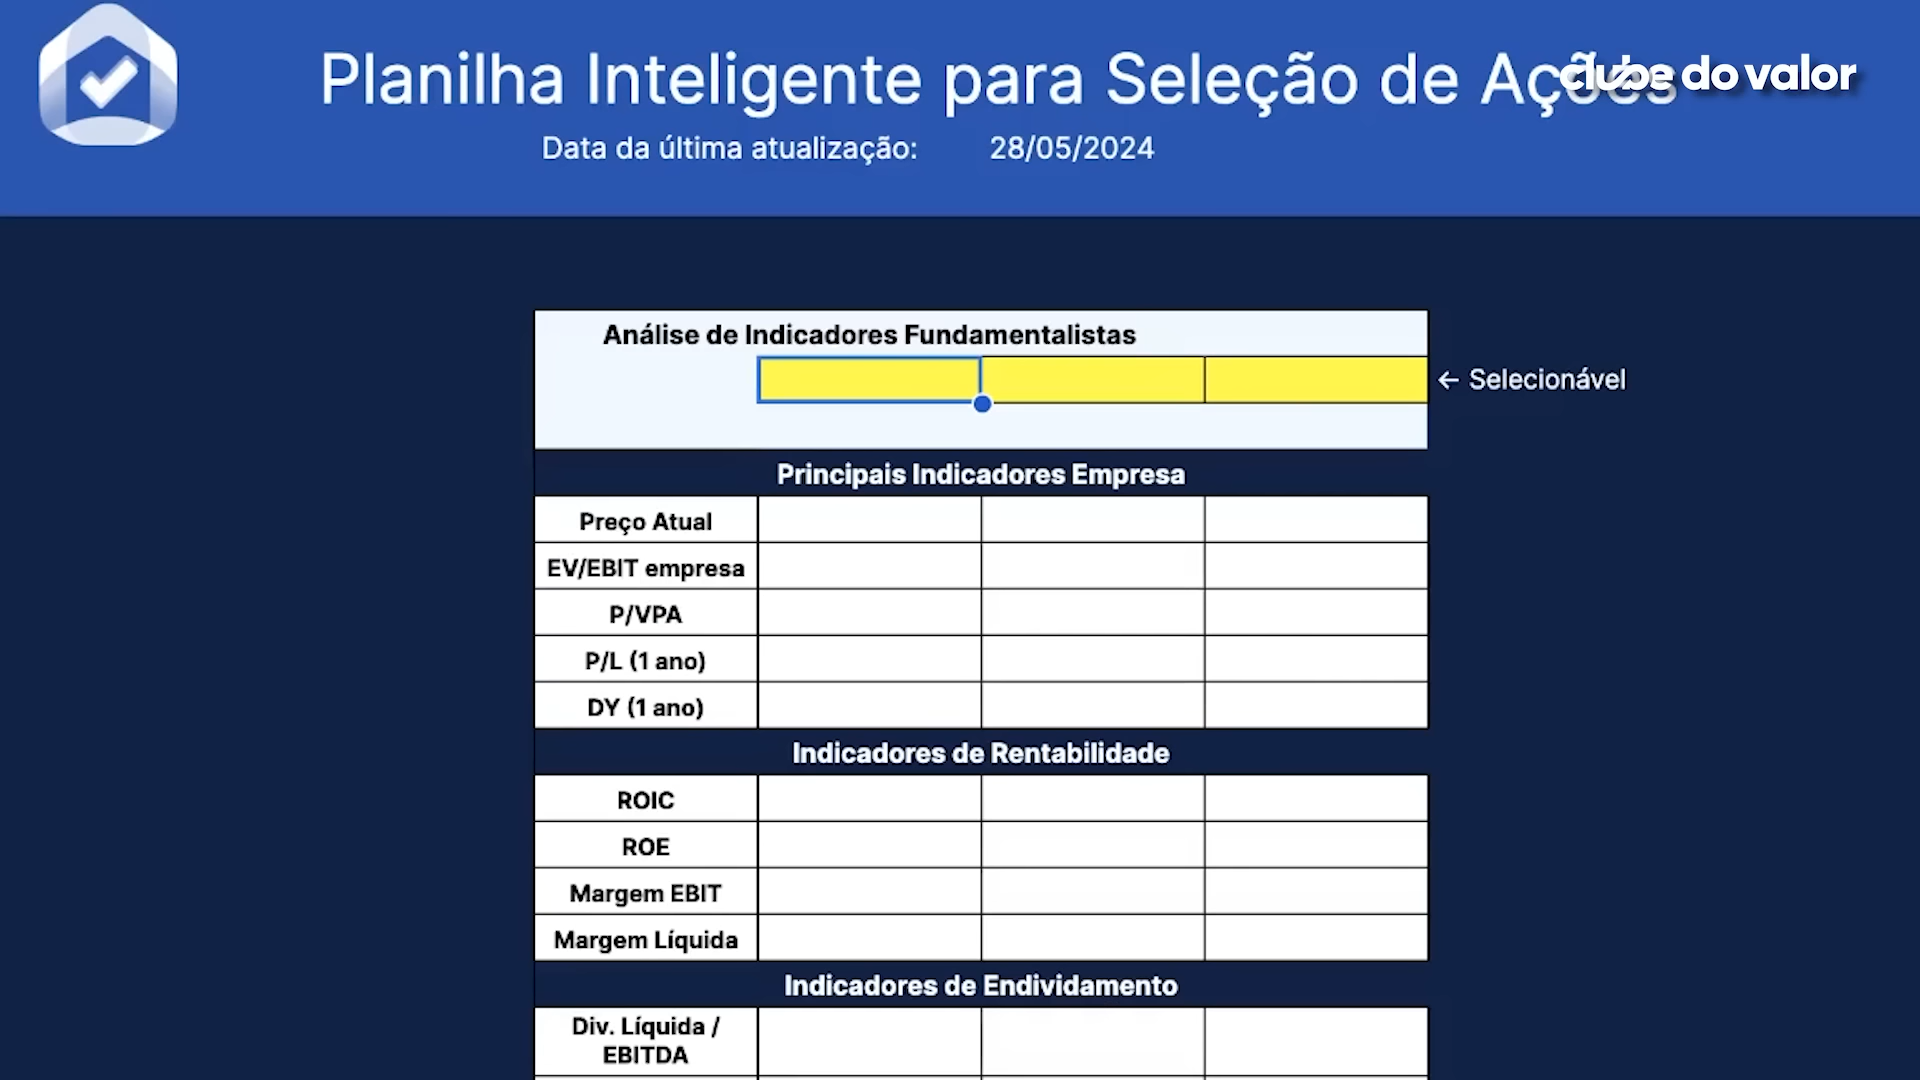 Planilha Inteligente para Seleção de Ações
clube do valor
Data da última atualização: 28/05/2024
Análise de Indicadores Fundamentalistas
← Selecionável
Principais Indicadores Empresa
Preço Atual
EV/EBIT empresa
P/VPA
P/L (1 ano)
DY (1 ano)
Indicadores de Rentabilidade
ROIC
ROE
Margem EBIT
Margem Líquida
Indicadores de Endividamento
Div. Líquida /
EBITDA